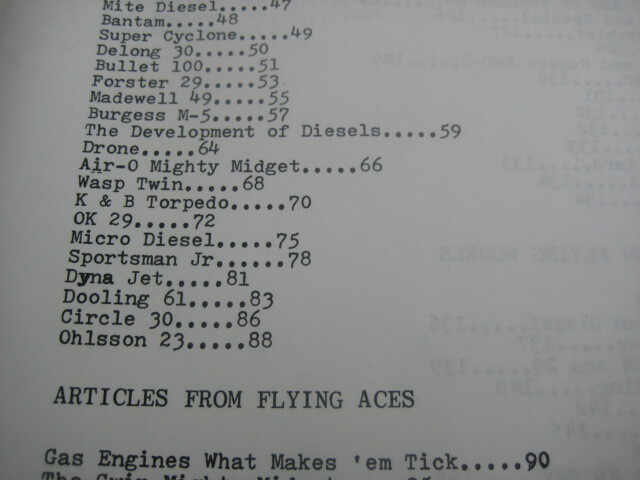 Mite Diesel.....47
Bantam.....48
Super Cyclone.....49
Delong 30.....50
Bullet 100.....51
Forster 29.....53
Madewell 49.....55
Burgess M-5.....57
The Development of Diesels.....59
Drone.....64
Air-O Mighty Midget.....66
Wasp Twin.....68
K & B Torpedo.....70
OK 29.....72
Micro Diesel.....75
Sportsman Jr......78
Dyna Jet.....81
Dooling 61.....83
Circle 30.....86
Ohlsson 23.....88
ARTICLES FROM FLYING ACES
Gas Engines What Makes 'em Tick.....90